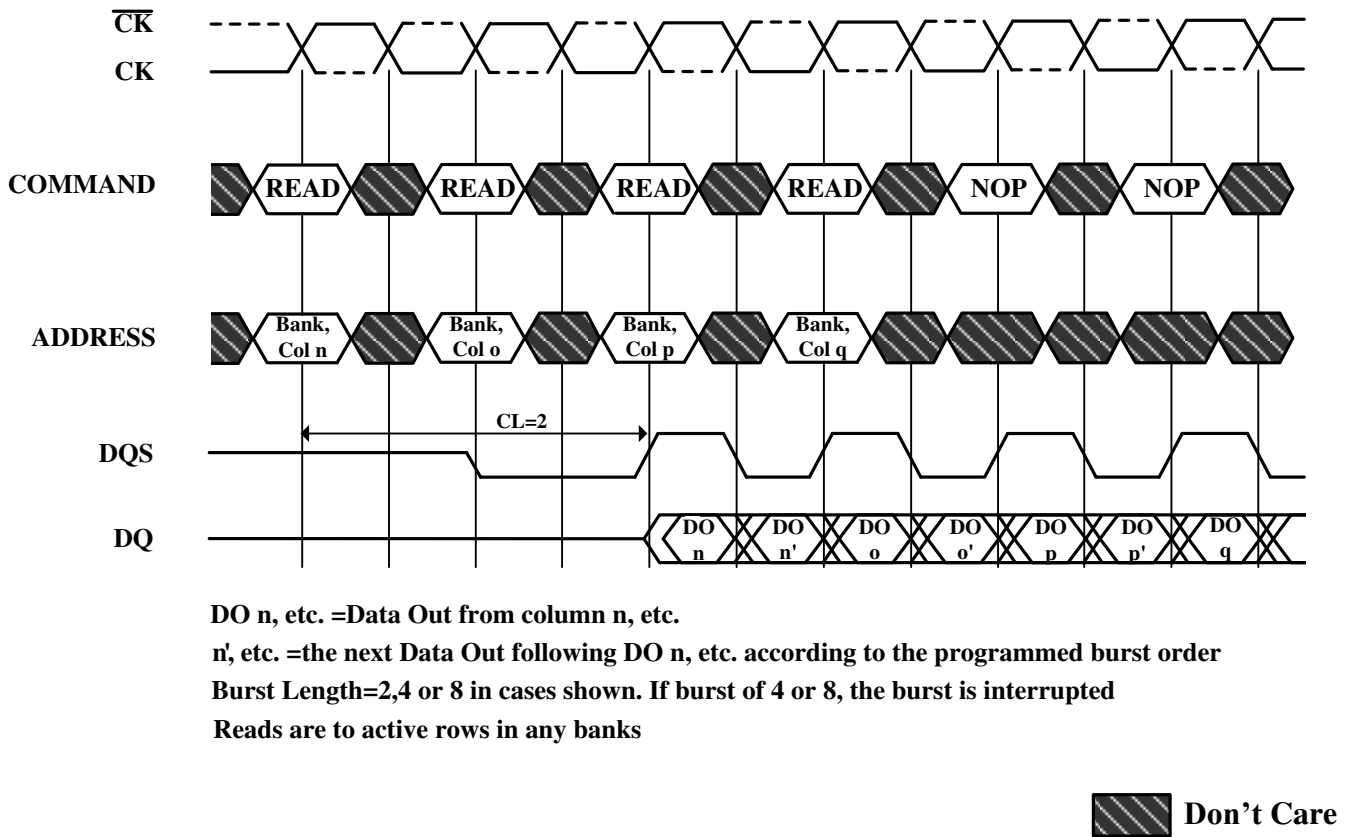 CK
CK
COMMAND READ READ READ READ NOP NOP
ADDRESS Bank, Col n Bank, Col o Bank, Col p Bank, Col q
CL=2
DQS
DQ DO n DO n' DO o DO o' DO p DO p' DO q
DO n, etc. =Data Out from column n, etc.
n', etc. =the next Data Out following DO n, etc. according to the programmed burst order
Burst Length=2,4 or 8 in cases shown. If burst of 4 or 8, the burst is interrupted
Reads are to active rows in any banks
Don't Care